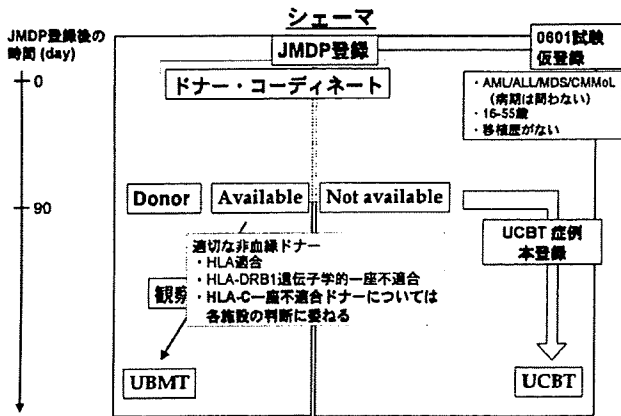 シェーマ
JMDP登録後の
時間 (day)
JMDP登録
0601試験
仮登録
0
ドナー・コーディネート
・AML/ALL/MDS/CMMoL
(病期は問わない)
・16-55歳
・移植歴がない
90
Donor
Available
Not available
適切な非血縁ドナー
・HLA適合
・HLA-DRB1遺伝子学的一座不適合
・HLA-C一座不適合ドナーについては
各施設の判断に委ねる
観察
UCBT 症例
本登録
UBMT
UCBT